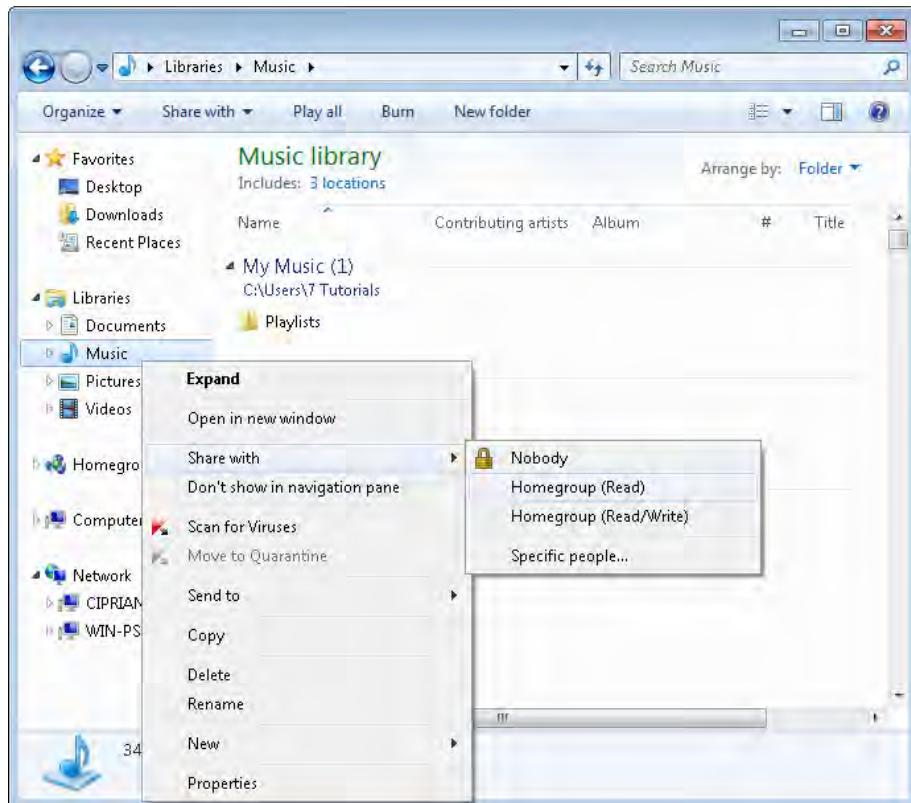 Libraries Music
Search Music
Organize Share with Play all Burn New folder
Favorites
Desktop
Downloads
Recent Places
Libraries
Documents
Music
Pictures
Videos
Homegro
Computer
Network
CIPRIAN
WIN-PS
Music library
Includes: 3 locations
Arrange by: Folder
Name Contributing artists Album # Title
My Music (1)
C:\Users\7 Tutorials
Playlists
Expand
Open in new window
Share with
Don't show in navigation pane
Scan for Viruses
Move to Quarantine
Send to
Copy
Delete
Rename
New
Properties
Nobody
Homegroup (Read)
Homegroup (Read/Write)
Specific people...
34